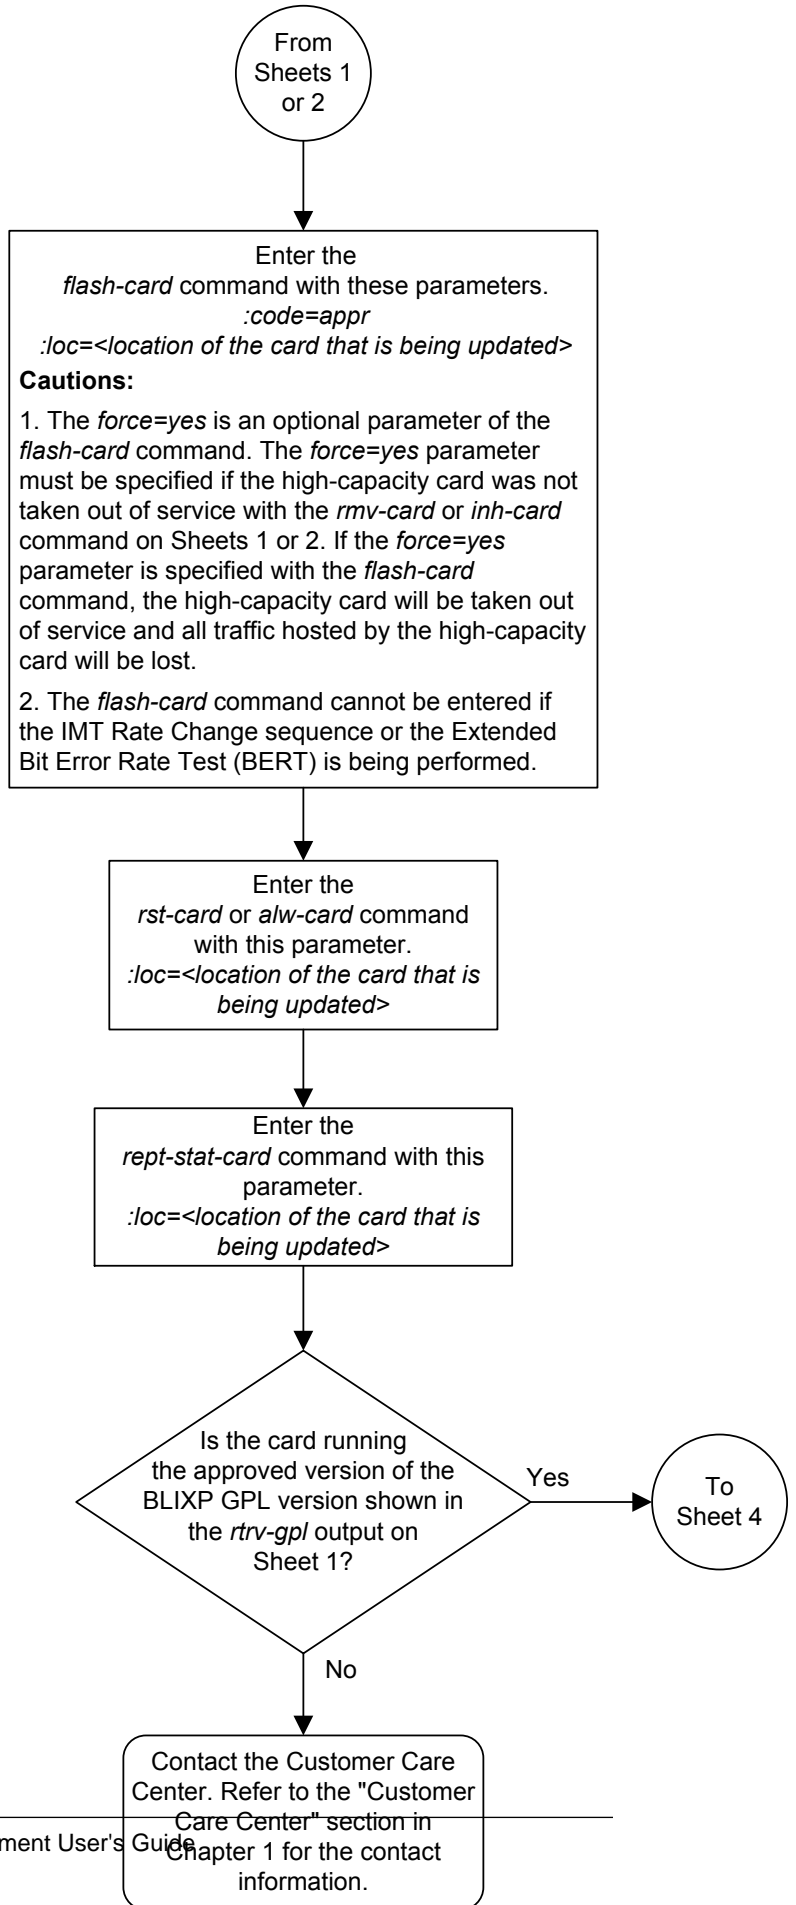 From
Sheets 1
or 2
Enter the
flash-card command with these parameters.
:code=appr
:loc=<location of the card that is being updated>
Cautions:
1. The force=yes is an optional parameter of the
flash-card command. The force=yes parameter
must be specified if the high-capacity card was not
taken out of service with the rmv-card or inh-card
command on Sheets 1 or 2. If the force=yes
parameter is specified with the flash-card
command, the high-capacity card will be taken out
of service and all traffic hosted by the high-capacity
card will be lost.
2. The flash-card command cannot be entered if
the IMT Rate Change sequence or the Extended
Bit Error Rate Test (BERT) is being performed.
Enter the
rst-card or alw-card command
with this parameter.
:loc=<location of the card that is
being updated>
Enter the
rept-stat-card command with this
parameter.
:loc=<location of the card that is
being updated>
Is the card running
the approved version of the
BLIXP GPL version shown in
the rtrv-gpl output on
Sheet 1?
Yes
To
Sheet 4
No
Contact the Customer Care
Center. Refer to the "Customer
Care Center" section in
Chapter 1 for the contact
information.
ment User's Guide